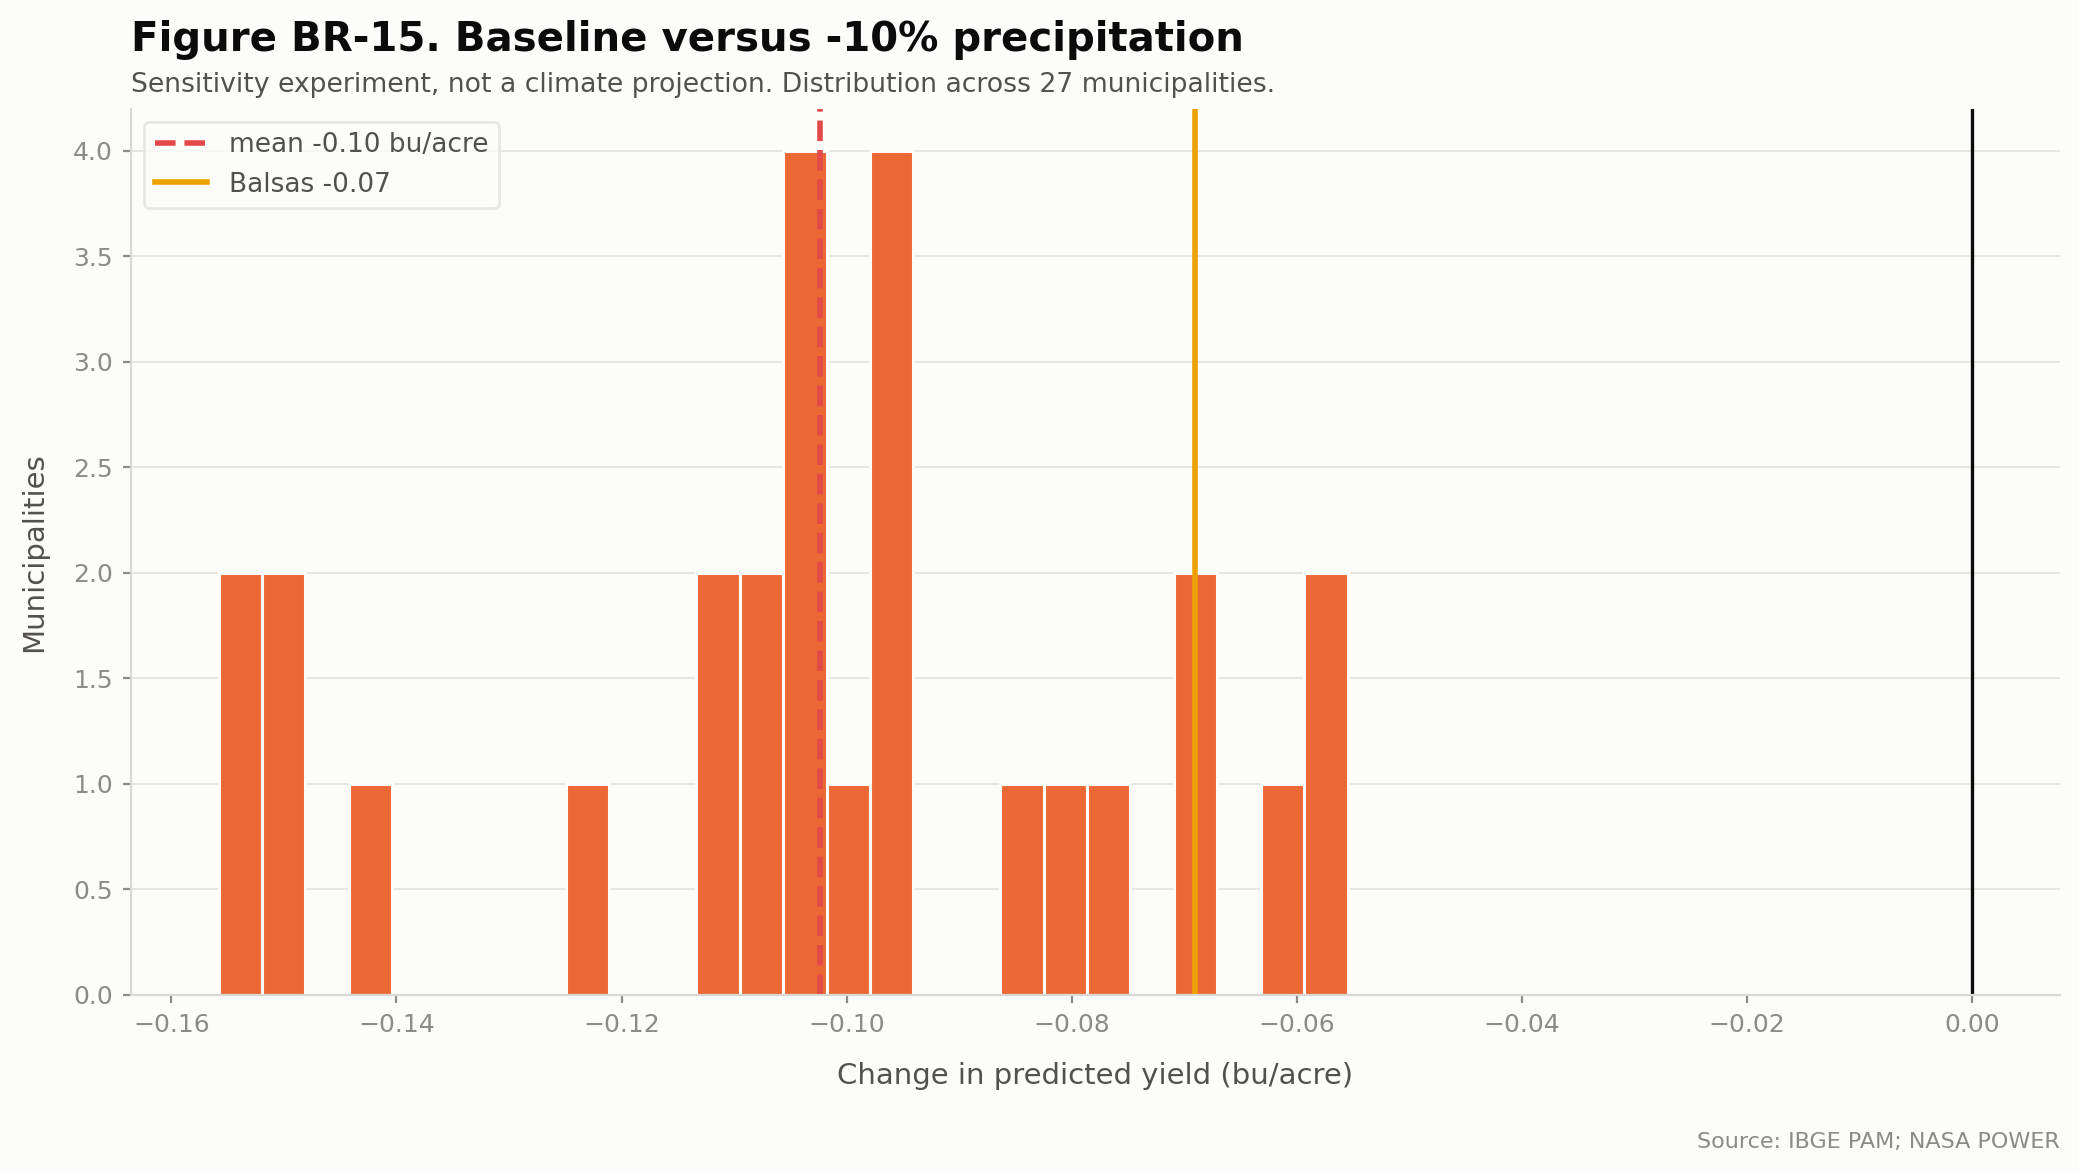 Figure BR-15. Baseline versus -10% precipitation
Sensitivity experiment, not a climate projection. Distribution across 27 municipalities.
mean -0.10 bu/acre
Balsas -0.07
4.0
3.5
3.0
2.5
2.0
1.5
1.0
0.5
0.0
Municipalities
−0.16 −0.14 −0.12 −0.10 −0.08 −0.06 −0.04 −0.02 0.00
Change in predicted yield (bu/acre)
Source: IBGE PAM; NASA POWER